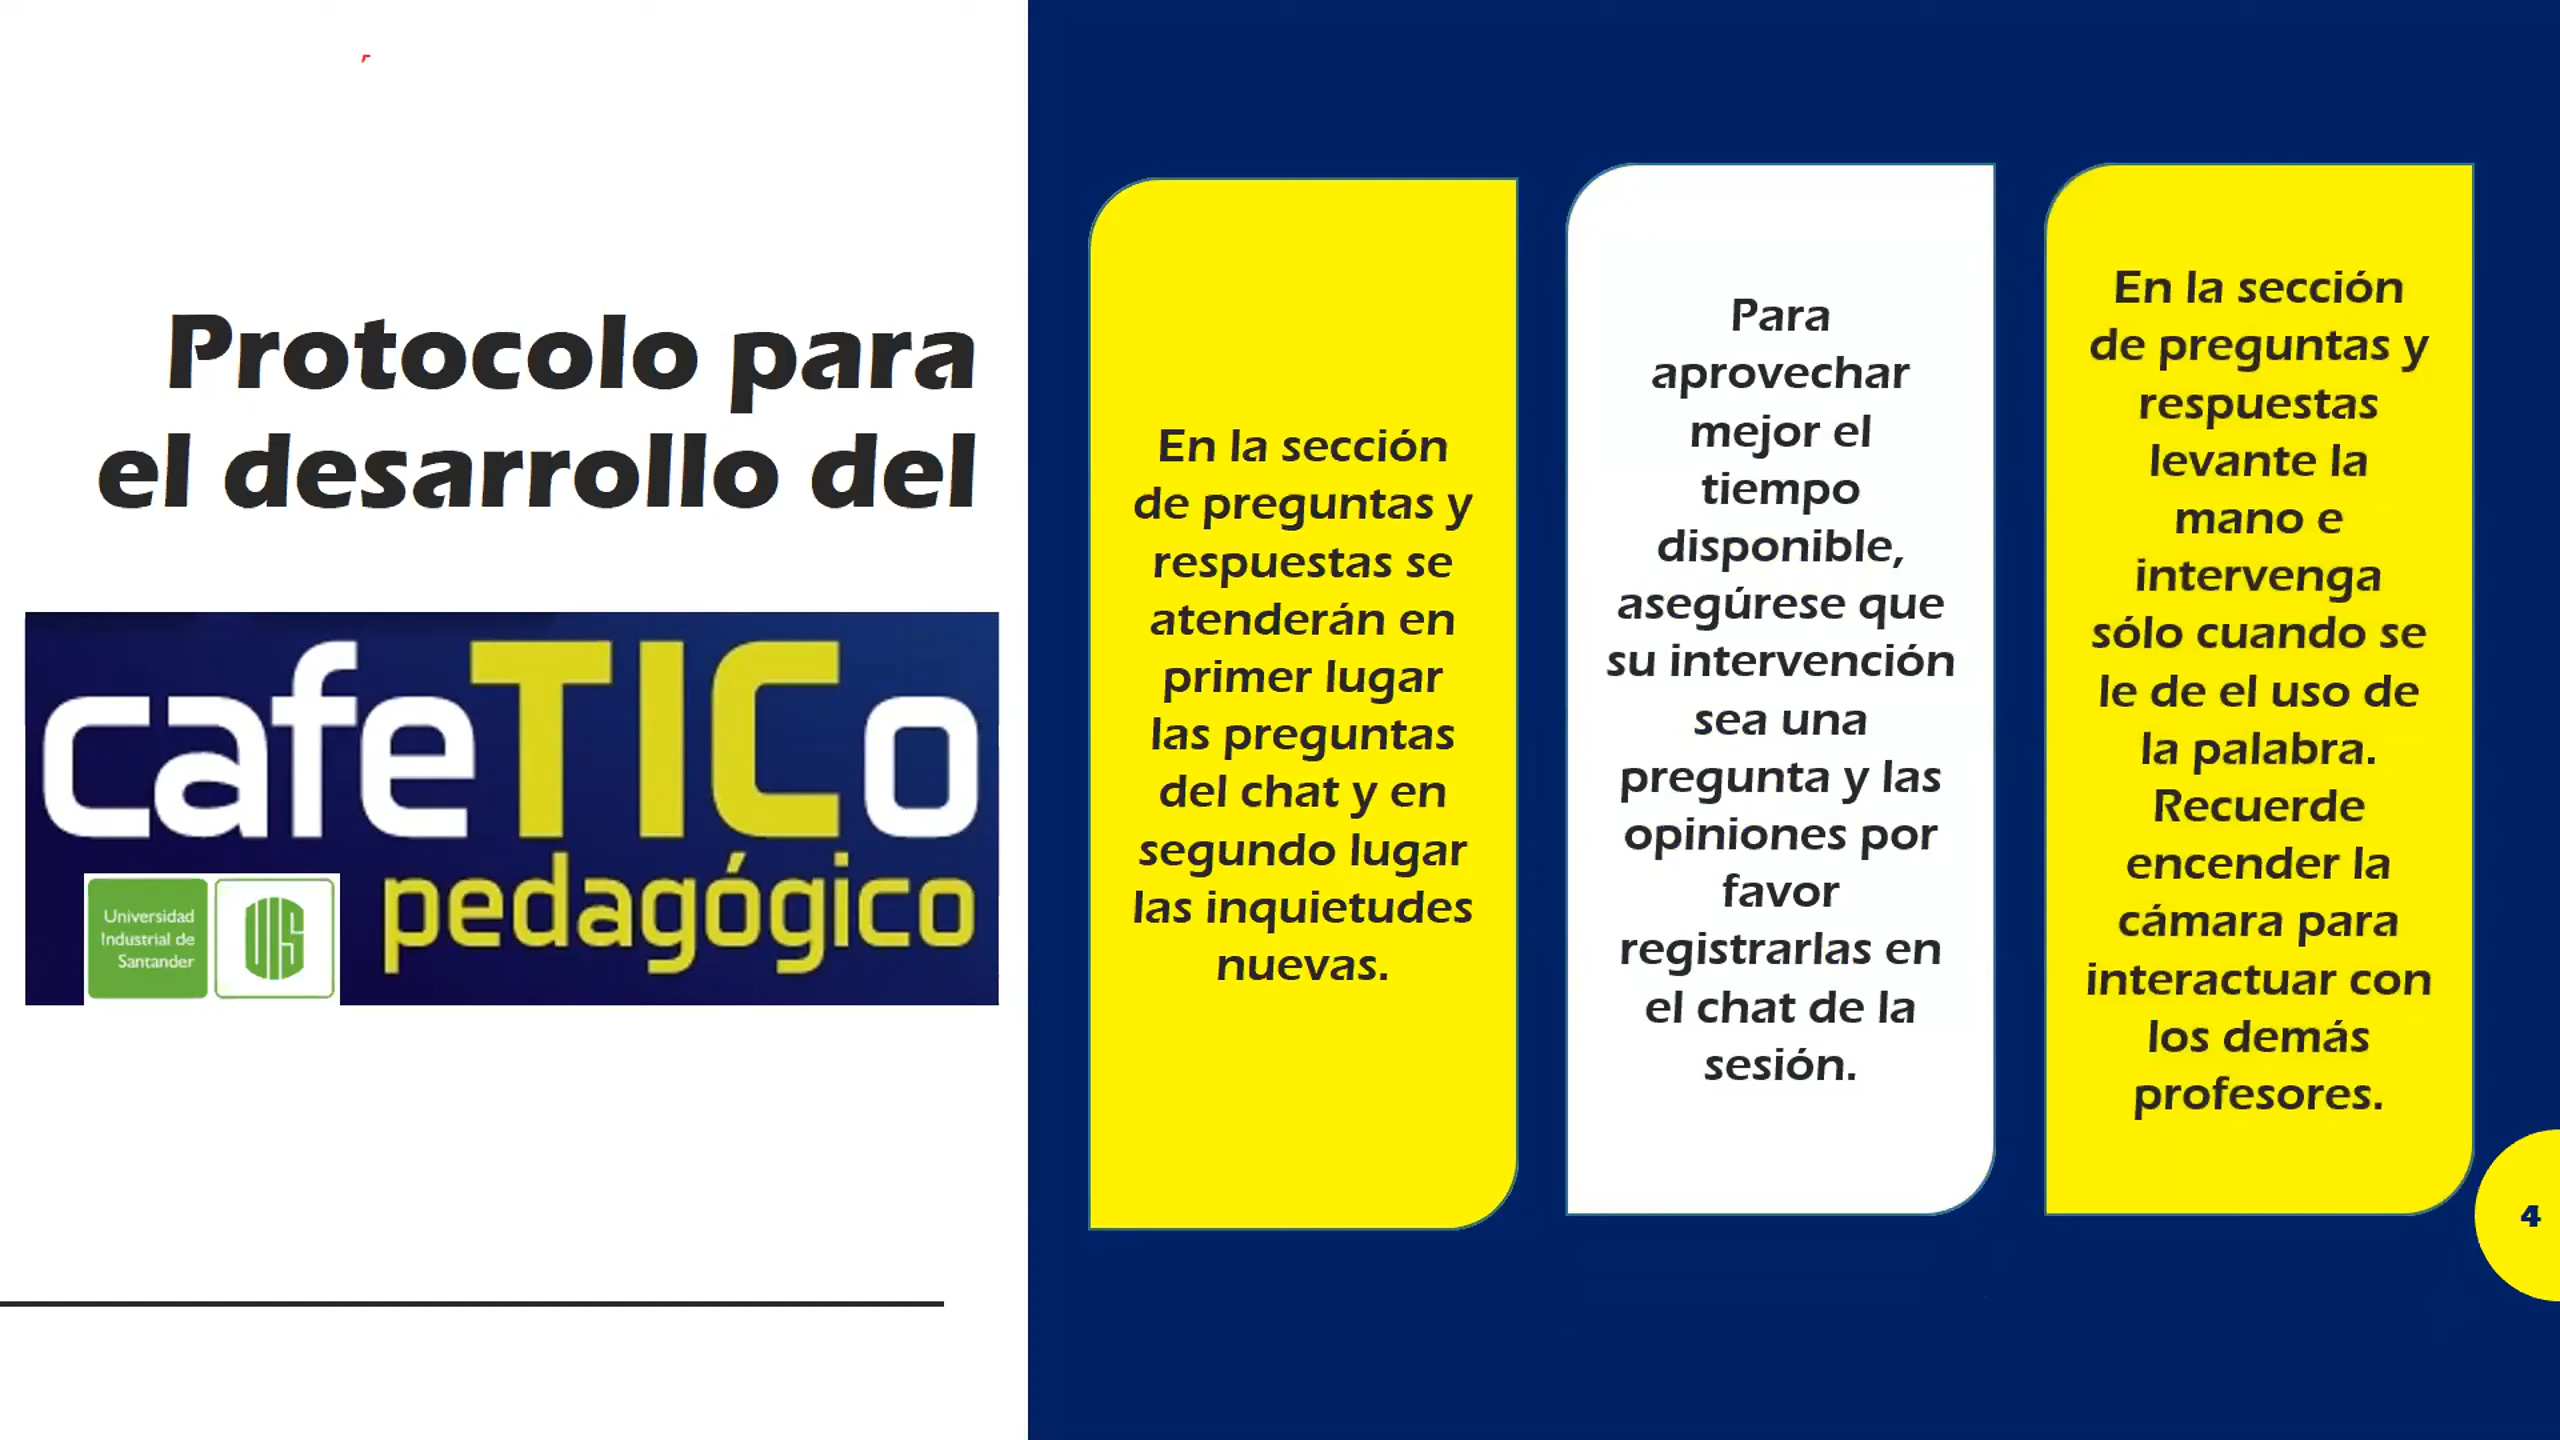 Protocolo para
el desarrollo del
cafeTICo
pedagógico
Universidad
Industrial de
Santander
UIS
En la sección
de preguntas y
respuestas se
atenderán en
primer lugar
las preguntas
del chat y en
segundo lugar
las inquietudes
nuevas.
Para
aprovechar
mejor el
tiempo
disponible,
asegúrese que
su intervención
sea una
pregunta y las
opiniones por
favor
registrarlas en
el chat de la
sesión.
En la sección
de preguntas y
respuestas
levante la
mano e
intervenga
sólo cuando se
le de el uso de
la palabra.
Recuerde
encender la
cámara para
interactuar con
los demás
profesores.
4